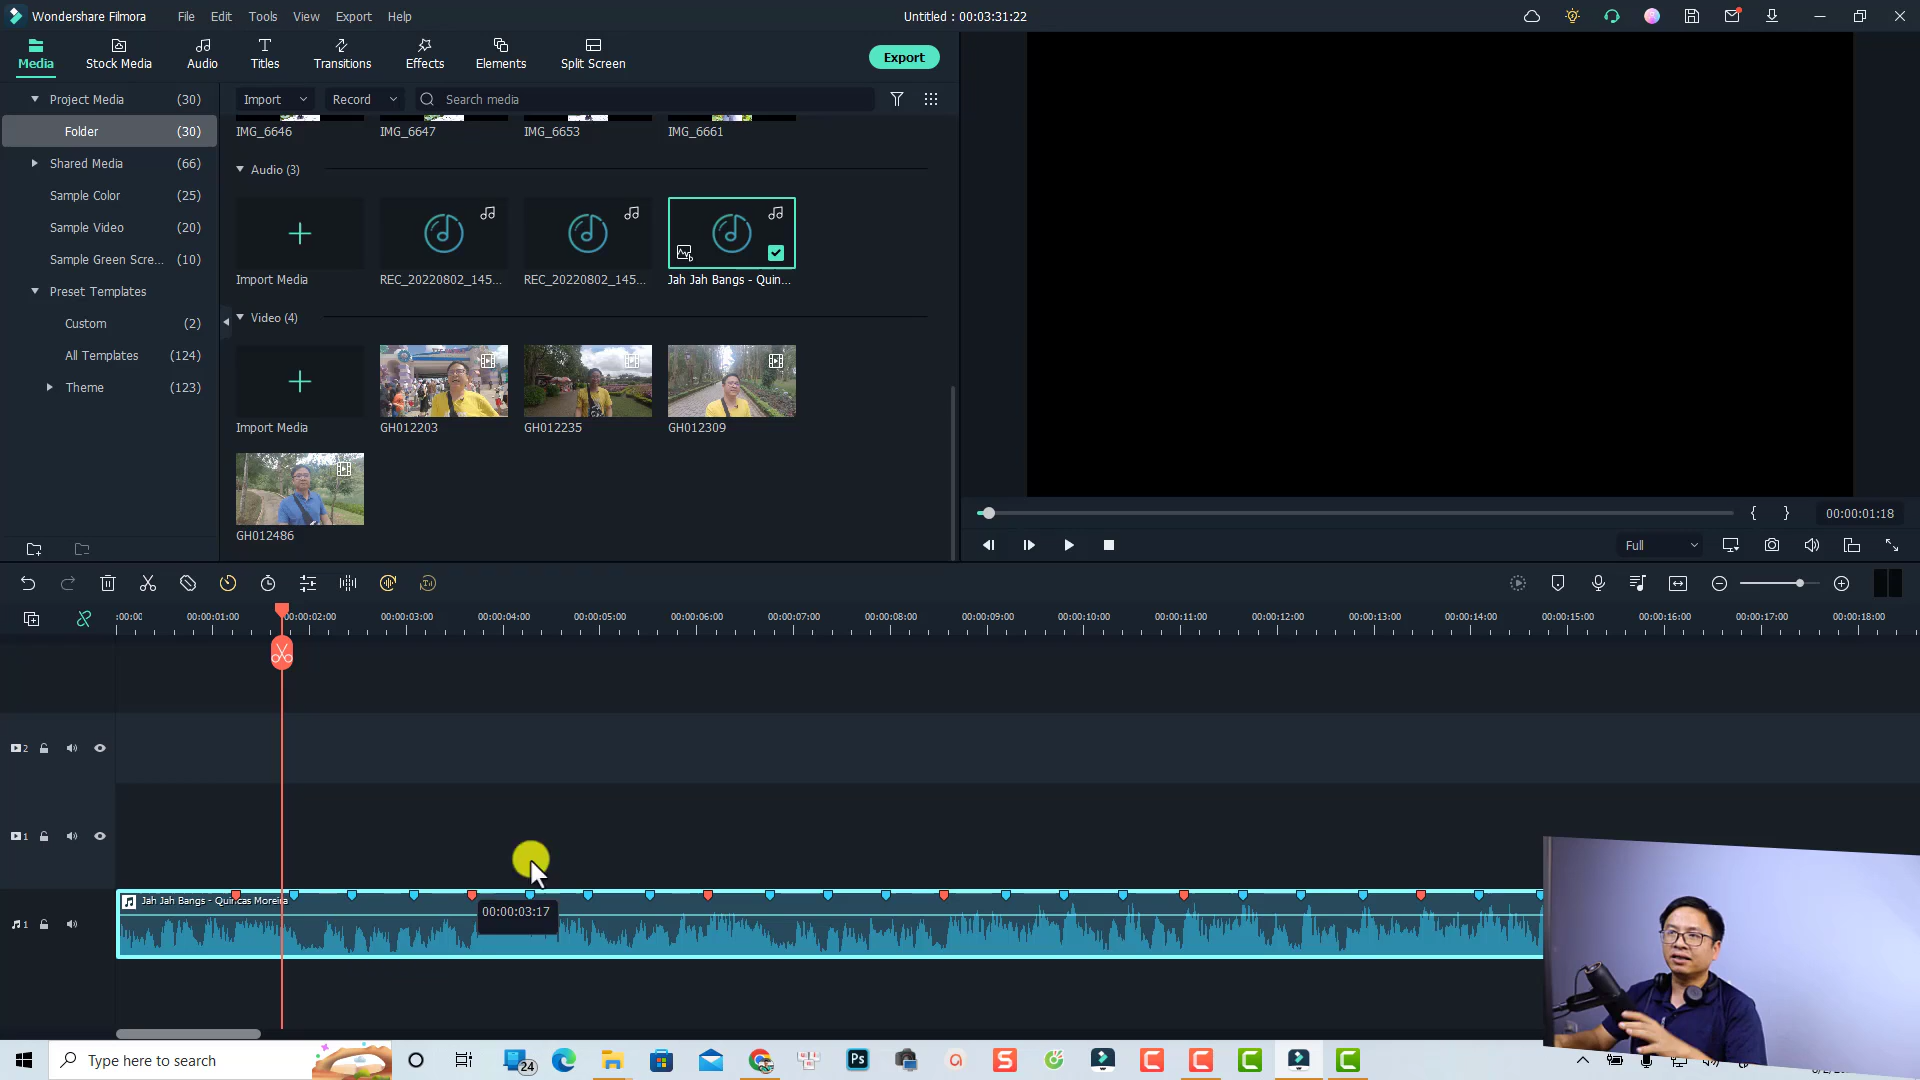 Wondershare Filmora File Edit Tools View Export Help Untitled : 00:03:31:22
Media Stock Media Audio Titles Transitions Effects Elements Split Screen Export
Project Media (30) Import Record Search media
Folder (30) IMG_6646 IMG_6647 IMG_6653 IMG_6661
Shared Media (66) Audio (3)
Sample Color (25)
Sample Video (20)
Sample Green Scre... (10)
Import Media REC_20220802_145... REC_20220802_145... Jah Jah Bangs - Quin...
Preset Templates
Custom (2) Video (4)
All Templates (124)
Theme (123)
Import Media GH012203 GH012235 GH012309
GH012486
{ } 00:00:01:18
Full
:00:00 00:00:01:00 00:00:02:00 00:00:03:00 00:00:04:00 00:00:05:00 00:00:06:00 00:00:07:00 00:00:08:00 00:00:09:00 00:00:10:00 00:00:11:00 00:00:12:00 00:00:13:00 00:00:14:00 00:00:15:00 00:00:16:00 00:00:17:00 00:00:18:00
2
1
Jah Jah Bangs - Quincas Moreira
00:00:03:17
1
Type here to search 24 Ps